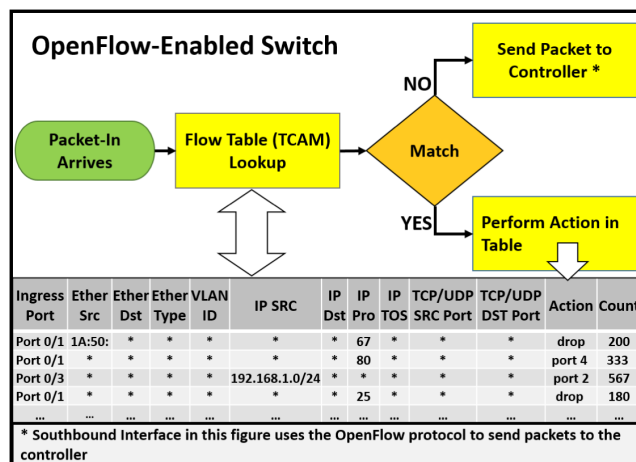 OpenFlow-Enabled Switch
Send Packet to
Controller *
NO
Packet-In
Arrives
Flow Table (TCAM)
Lookup
Match
YES
Perform Action in
Table
Ingress Port Ether Src Ether Dst Ether Type VLAN ID IP SRC IP Dst IP Pro IP TOS TCP/UDP SRC Port TCP/UDP DST Port Action Count
Port 0/1 1A:50: * * * * * 67 * * * drop 200
Port 0/1 * * * * * * 80 * * * port 4 333
Port 0/3 * * * * 192.168.1.0/24 * * * * * port 2 567
Port 0/1 * * * * * * 25 * * * drop 180
... ... ... ... ... ... ... ... ... ... ... ... ...
* Southbound Interface in this figure uses the OpenFlow protocol to send packets to the
controller